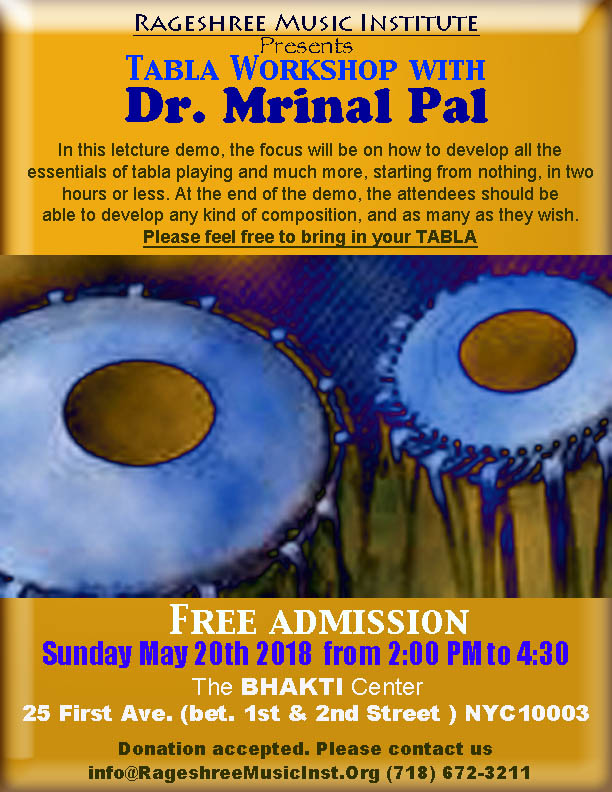 Rageshree Music Institute
Presents
Tabla Workshop with
Dr. Mrinal Pal
In this letcture demo, the focus will be on how to develop all the
essentials of tabla playing and much more, starting from nothing, in two
hours or less. At the end of the demo, the attendees should be
able to develop any kind of composition, and as many as they wish.
Please feel free to bring in your TABLA
Free admission
Sunday May 20th 2018 from 2:00 PM to 4:30
The BHAKTI Center
25 First Ave. (bet. 1st & 2nd Street ) NYC10003
Donation accepted. Please contact us
info@RageshreeMusicInst.Org (718) 672-3211